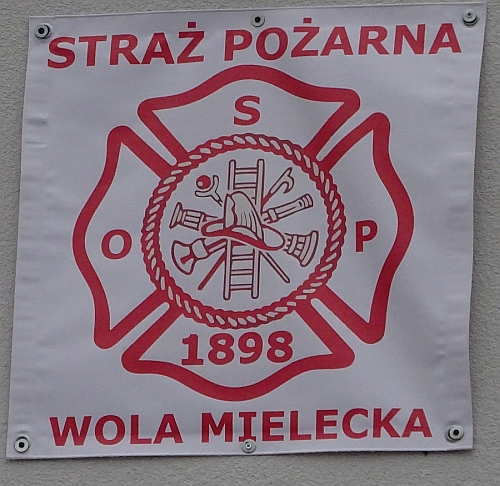 STRAŻ POŻARNA
S
O P
1898
WOLA MIELECKA